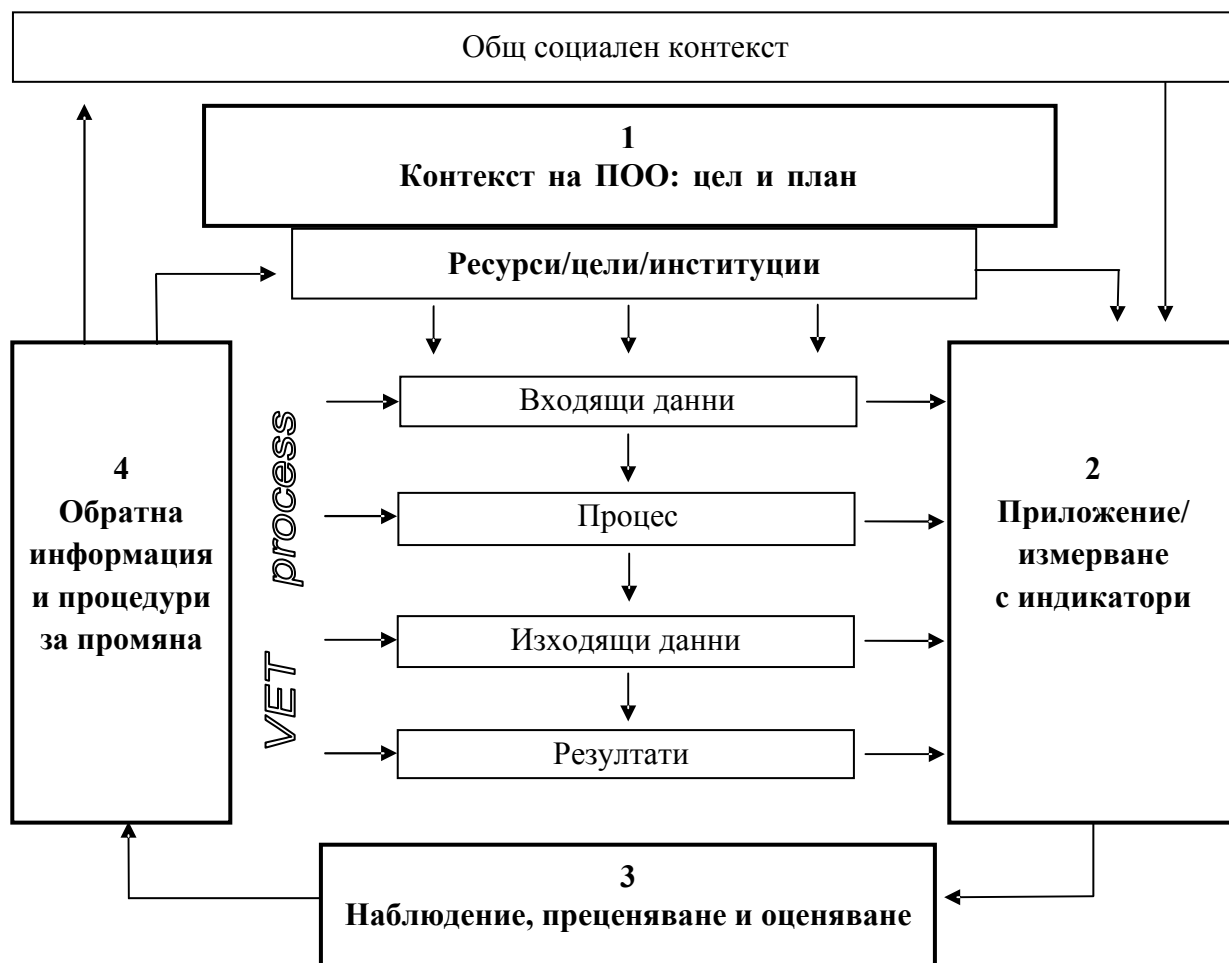 Общ социален контекст
1
Контекст на ПОО: цел и план
Ресурси/цели/институции
Входящи данни
Процес
Изходящи данни
Резултати
VET process
4
Обратна
информация
и процедури
за промяна
2
Приложение/
измерване
с индикатори
3
Наблюдение, преценяване и оценяване